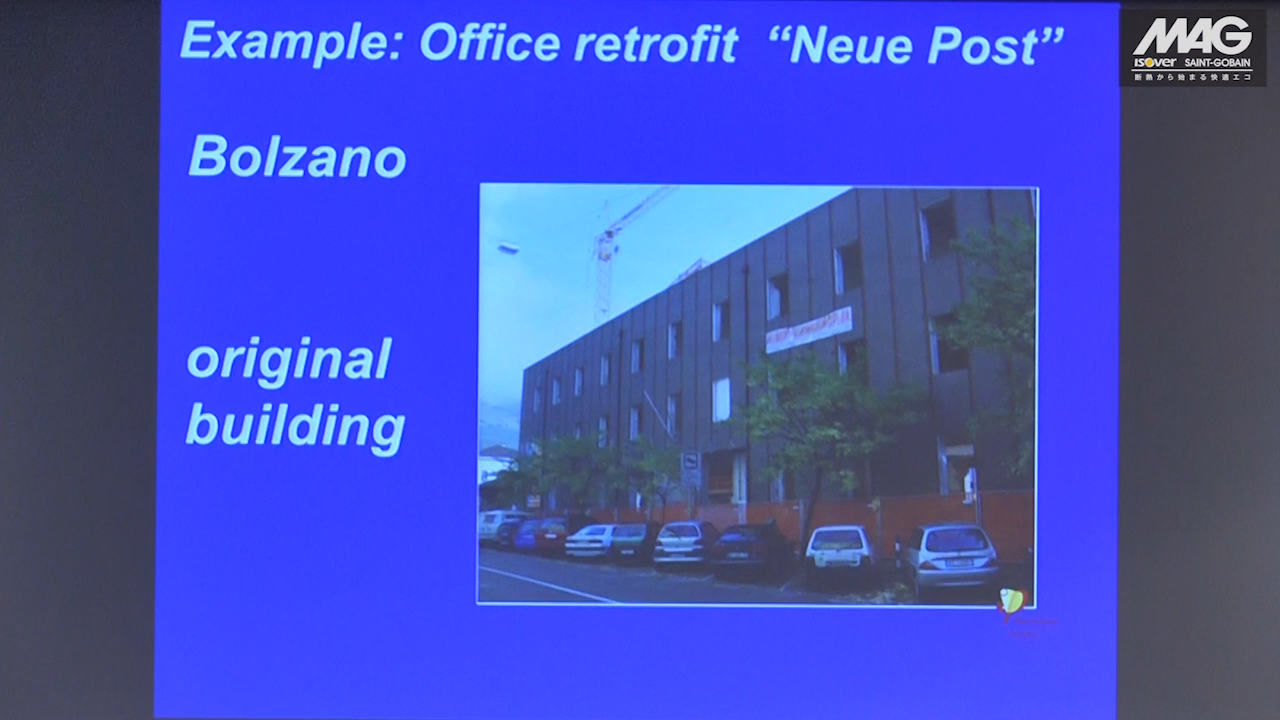 Example: Office retrofit “Neue Post”
Bolzano
original
building
MAG
isover SAINT-GOBAIN
断熱から始まる快適エコ